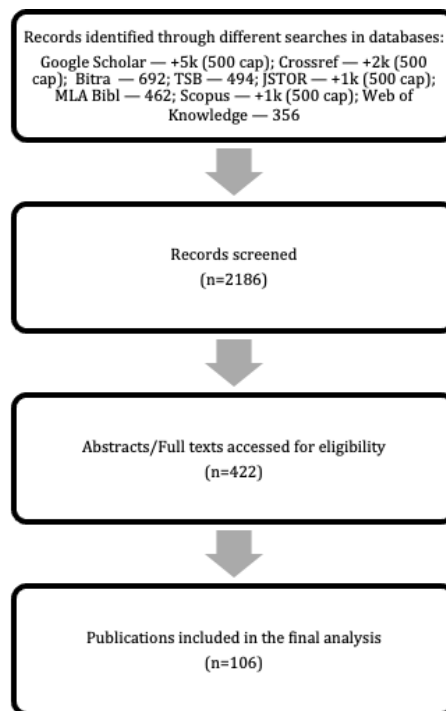 Records identified through different searches in databases:
Google Scholar — +5k (500 cap); Crossref — +2k (500
cap); Bitra — 692; TSB — 494; JSTOR — +1k (500 cap);
MLA Bibl — 462; Scopus — +1k (500 cap); Web of
Knowledge — 356
Records screened
(n=2186)
Abstracts/Full texts accessed for eligibility
(n=422)
Publications included in the final analysis
(n=106)